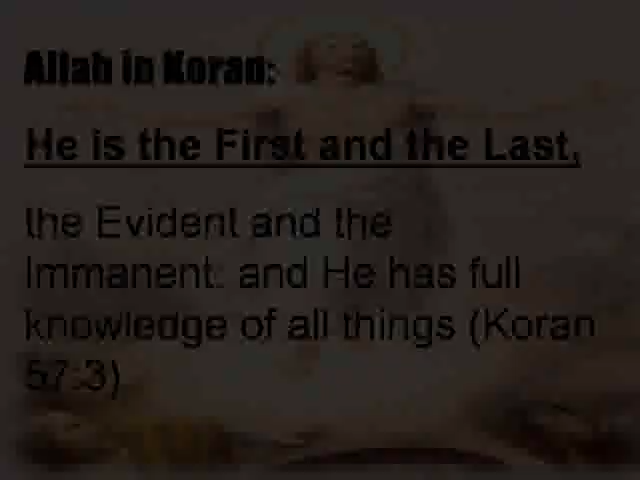 Allah in Koran:
He is the First and the Last,
the Evident and the
Immanent: and He has full
knowledge of all things (Koran
57:3)